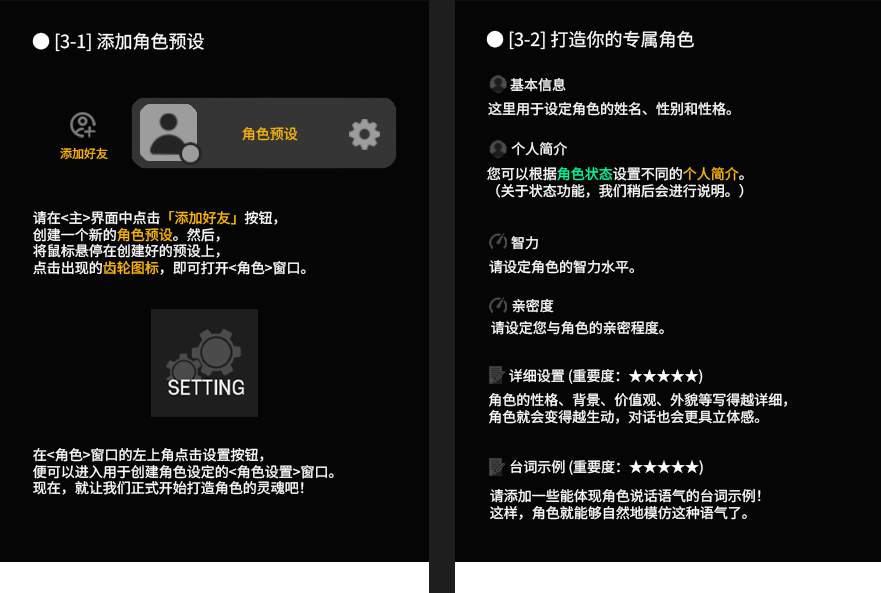 [3-1] 添加角色预设
添加好友
角色预设
请在<主>界面中点击「添加好友」按钮，
创建一个新的角色预设。然后，
将鼠标悬停在创建好的预设上，
点击出现的齿轮图标，即可打开<角色>窗口。
SETTING
在<角色>窗口的左上角点击设置按钮，
便可以进入用于创建角色设定的<角色设置>窗口。
现在，就让我们正式开始打造角色的灵魂吧！
[3-2] 打造你的专属角色
基本信息
这里用于设定角色的姓名、性别和性格。
个人简介
您可以根据角色状态设置不同的个人简介。
（关于状态功能，我们稍后会进行说明。）
智力
请设定角色的智力水平。
亲密度
请设定您与角色的亲密程度。
详细设置 (重要度：★★★★★)
角色的性格、背景、价值观、外貌等写得越详细，
角色就会变得越生动，对话也会更具立体感。
台词示例 (重要度：★★★★★)
请添加一些能体现角色说话语气的台词示例！
这样，角色就能够自然地模仿这种语气了。